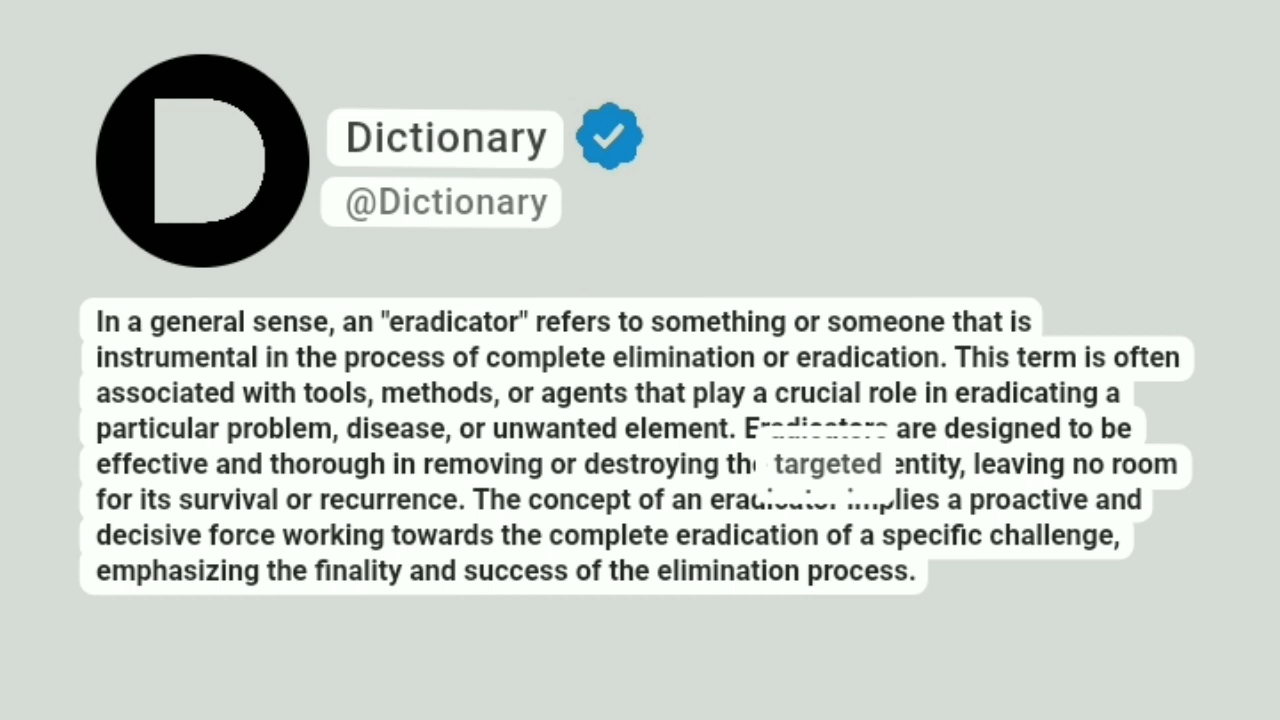 D
Dictionary
@Dictionary
In a general sense, an "eradicator" refers to something or someone that is
instrumental in the process of complete elimination or eradication. This term is often
associated with tools, methods, or agents that play a crucial role in eradicating a
particular problem, disease, or unwanted element. Eradicators are designed to be
effective and thorough in removing or destroying the targeted entity, leaving no room
for its survival or recurrence. The concept of an eradicator implies a proactive and
decisive force working towards the complete eradication of a specific challenge,
emphasizing the finality and success of the elimination process.